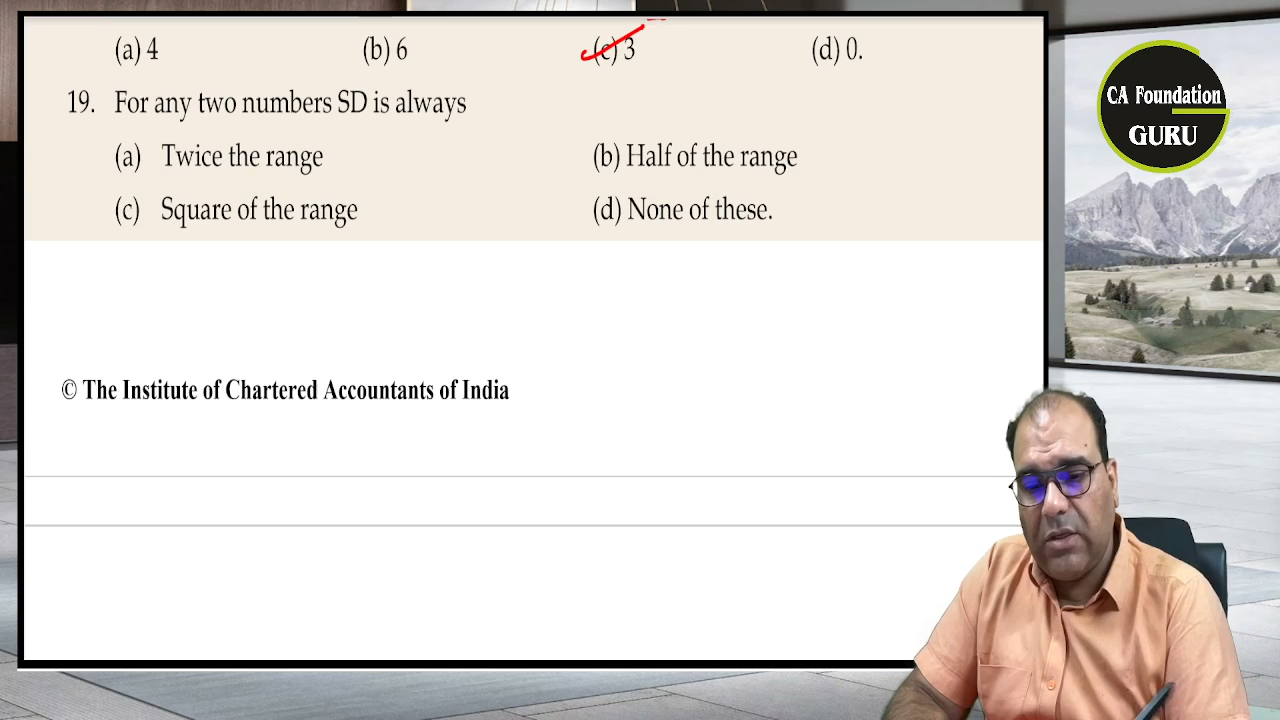 (a) 4 (b) 6 (c) 3 (d) 0.
19. For any two numbers SD is always
(a) Twice the range (b) Half of the range
(c) Square of the range (d) None of these.
© The Institute of Chartered Accountants of India
CA Foundation
GURU